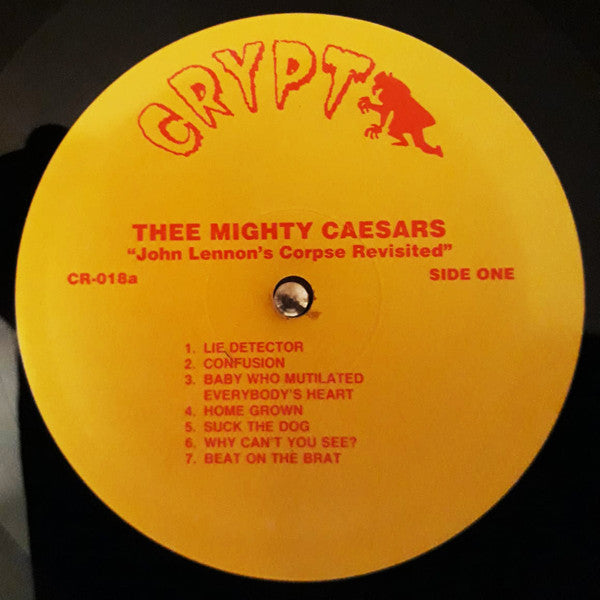 CRYPT
THEE MIGHTY CAESARS
"John Lennon's Corpse Revisited"
CR-018a
SIDE ONE
1. LIE DETECTOR
2. CONFUSION
3. BABY WHO MUTILATED
EVERYBODY'S HEART
4. HOME GROWN
5. SUCK THE DOG
6. WHY CAN'T YOU SEE?
7. BEAT ON THE BRAT